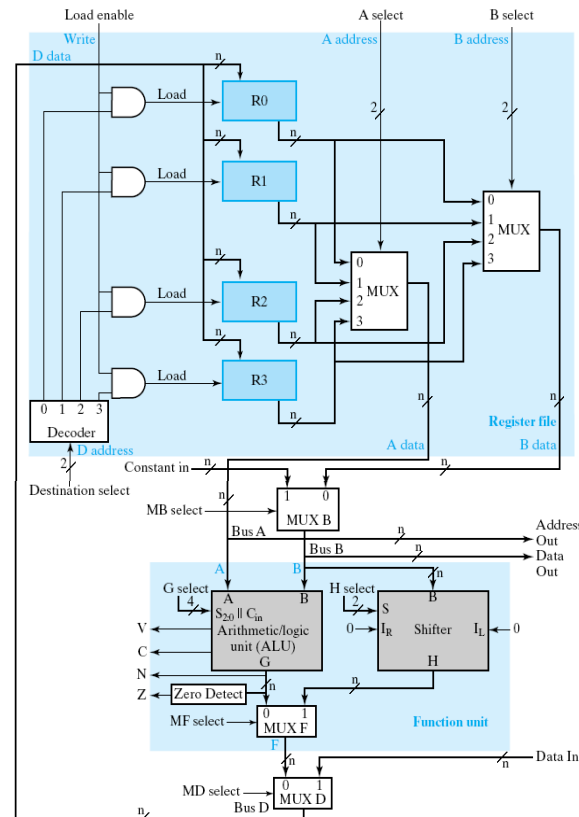 Load enable
A select
B select
Write
A address
B address
D data
n
Load
R0
2
2
n
n
Load
R1
0
1
2
3
MUX
n
n
0
1
2
3
MUX
Load
R2
n
n
Load
R3
n
0 1 2 3
Decoder
D address
2
Destination select
n
n
Register file
A data
B data
Constant in
n
n
n
1 0
MUX B
MB select
Bus A
n
Address
Out
Bus B
n
Data
Out
A
B
n
G select
4
A
B
S2:0 || Cin
Arithmetic/logic
unit (ALU)
G
H select
2
B
S
0
IR
Shifter
IL
0
H
V
C
N
Z
Zero Detect
n
n
0 1
MUX F
MF select
Function unit
F
n
n
Data In
0 1
MUX D
MD select
Bus D
n